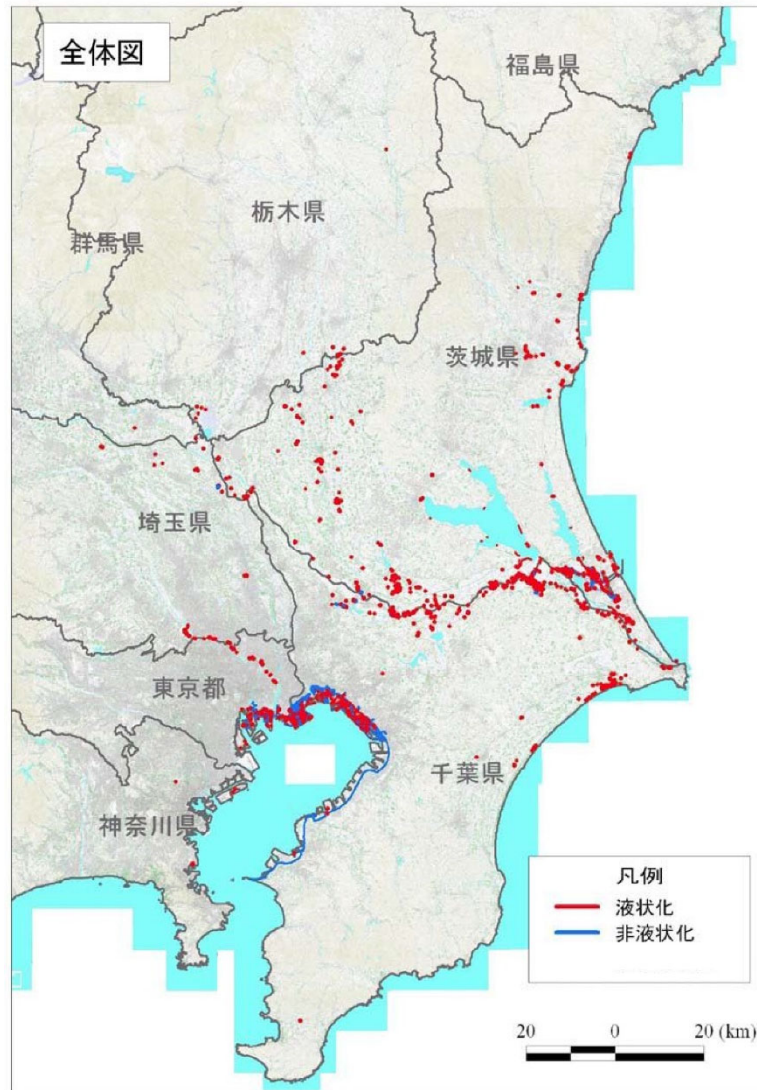 全体図
福島県
栃木県
群馬県
茨城県
埼玉県
東京都
千葉県
神奈川県
凡例
液状化
非液状化
20 0 20 (km)